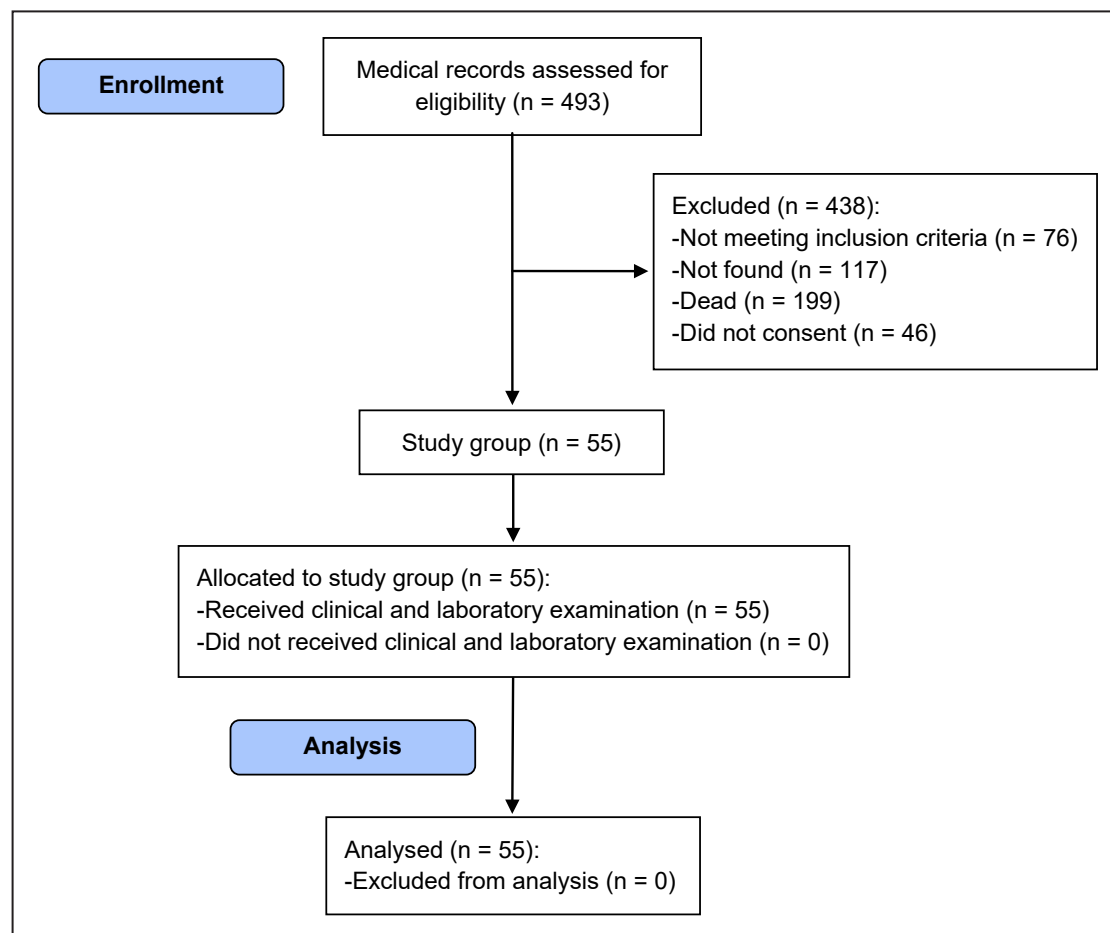 Enrollment
Medical records assessed for
eligibility (n = 493)
Excluded (n = 438):
-Not meeting inclusion criteria (n = 76)
-Not found (n = 117)
-Dead (n = 199)
-Did not consent (n = 46)
Study group (n = 55)
Allocated to study group (n = 55):
-Received clinical and laboratory examination (n = 55)
-Did not received clinical and laboratory examination (n = 0)
Analysis
Analysed (n = 55):
-Excluded from analysis (n = 0)